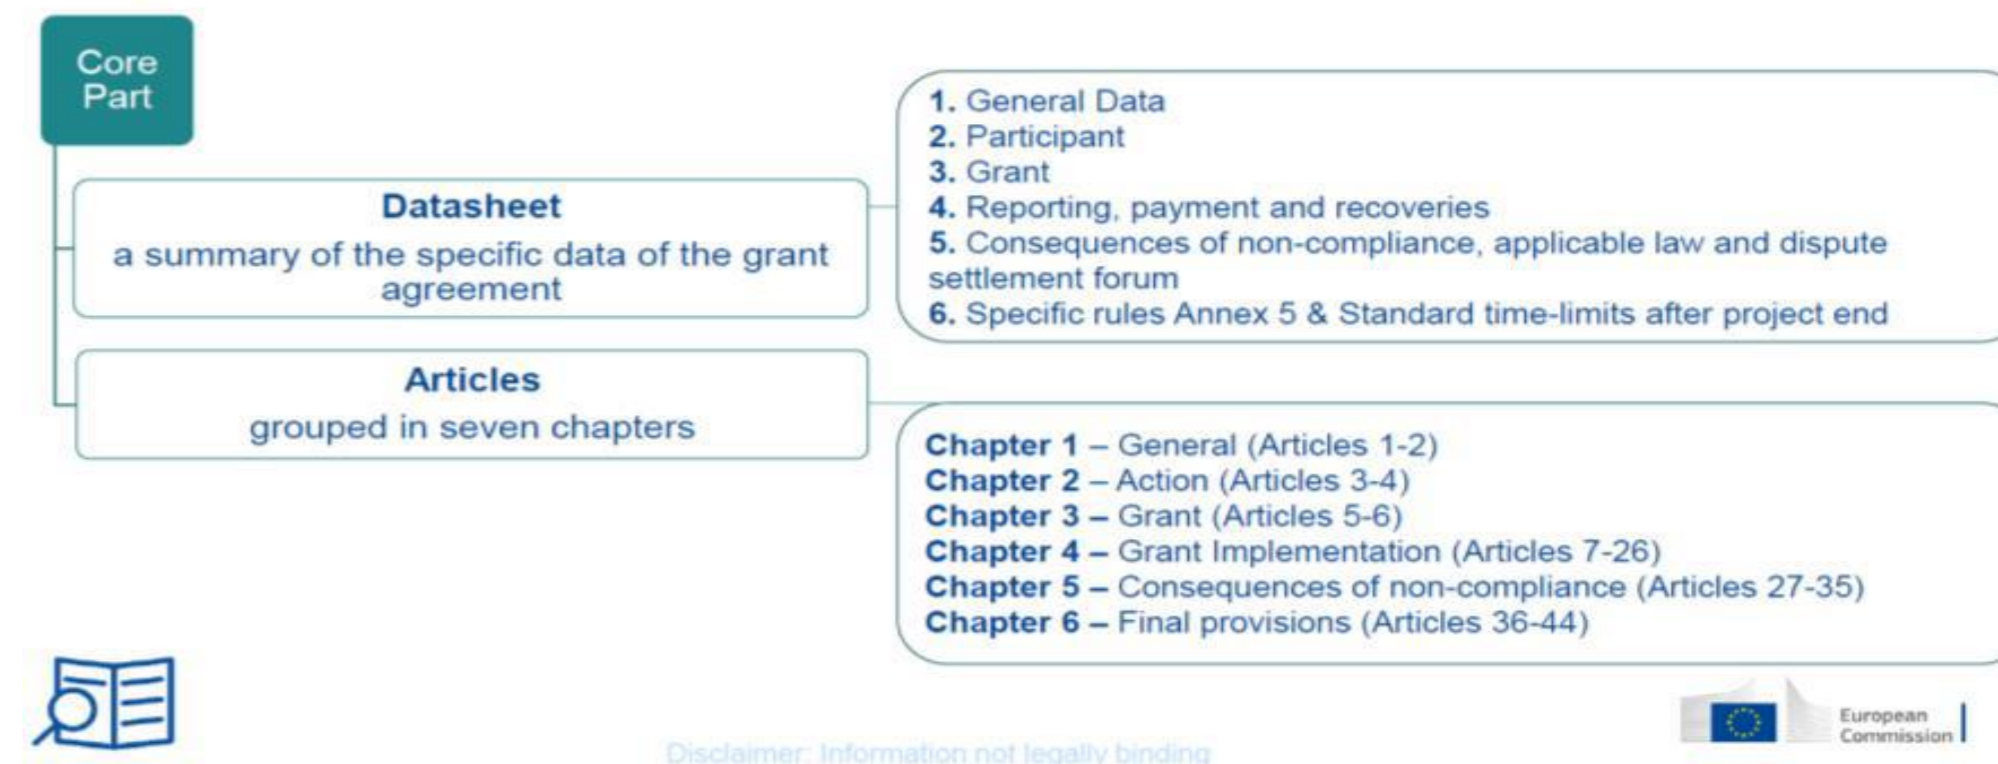 Core
Part
Datasheet
a summary of the specific data of the grant
agreement
1. General Data
2. Participant
3. Grant
4. Reporting, payment and recoveries
5. Consequences of non-compliance, applicable law and dispute
settlement forum
6. Specific rules Annex 5 & Standard time-limits after project end
Articles
grouped in seven chapters
Chapter 1 – General (Articles 1-2)
Chapter 2 – Action (Articles 3-4)
Chapter 3 – Grant (Articles 5-6)
Chapter 4 – Grant Implementation (Articles 7-26)
Chapter 5 – Consequences of non-compliance (Articles 27-35)
Chapter 6 – Final provisions (Articles 36-44)
Disclaimer: Information not legally binding
European
Commission